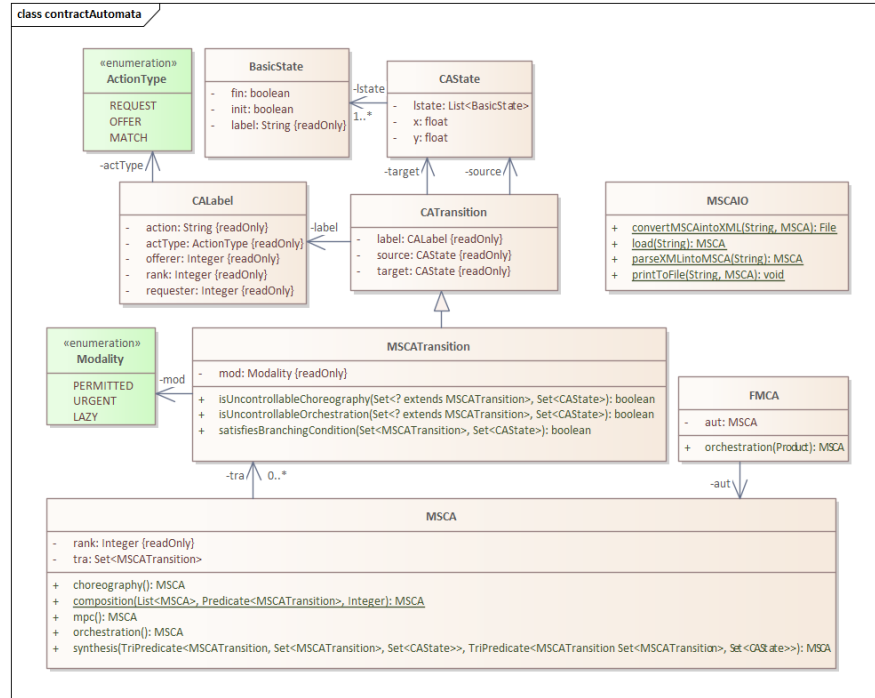 class contractAutomata
«enumeration»
ActionType
REQUEST
OFFER
MATCH
BasicState
- fin: boolean
- init: boolean
- label: String {readOnly}
-lstate
1..*
CAState
- lstate: List<BasicState>
- x: float
- y: float
-actType
-target
-source
CALabel
- action: String {readOnly}
- actType: ActionType {readOnly}
- offerer: Integer {readOnly}
- rank: Integer {readOnly}
- requester: Integer {readOnly}
-label
CATransition
- label: CALabel {readOnly}
- source: CAState {readOnly}
- target: CAState {readOnly}
MSCAIO
+ convertMSCAintoXML(String, MSCA): File
+ load(String): MSCA
+ parseXMLintoMSCA(String): MSCA
+ printToFile(String, MSCA): void
«enumeration»
Modality
PERMITTED
URGENT
LAZY
-mod
MSCATransition
- mod: Modality {readOnly}
+ isUncontrollableChoreography(Set<? extends MSCATransition>, Set<CAState>): boolean
+ isUncontrollableOrchestration(Set<? extends MSCATransition>, Set<CAState>): boolean
+ satisfiesBranchingCondition(Set<MSCATransition>, Set<CAState>): boolean
FMCA
- aut: MSCA
+ orchestration(Product): MSCA
-tra
0..*
-aut
MSCA
- rank: Integer {readOnly}
- tra: Set<MSCATransition>
+ choreography(): MSCA
+ composition(List<MSCA>, Predicate<MSCATransition>, Integer): MSCA
+ mpc(): MSCA
+ orchestration(): MSCA
+ synthesis(TriPredicate<MSCATransition, Set<MSCATransition>, Set<CAState>>, TriPredicate<MSCATransition Set<MSCATransition>, Set<CAState>>): MSCA